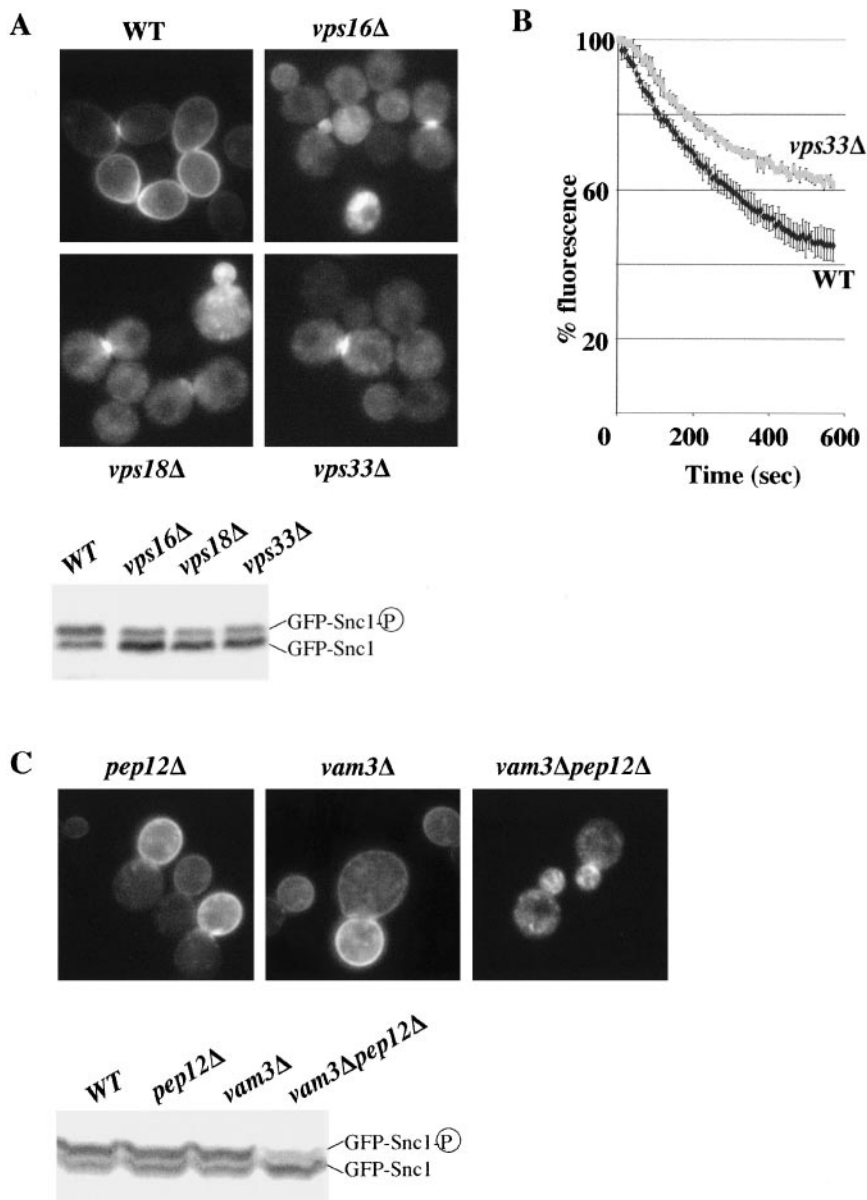 A
WT
vps16Δ
vps18Δ
vps33Δ
WT
vps16Δ
vps18Δ
vps33Δ
GFP-Snc1-P
GFP-Snc1
B
100
60
20
% fluorescence
vps33Δ
WT
0
200
400
600
Time (sec)
C
pep12Δ
vam3Δ
vam3Δpep12Δ
WT
pep12Δ
vam3Δ
vam3Δpep12Δ
GFP-Snc1-P
GFP-Snc1